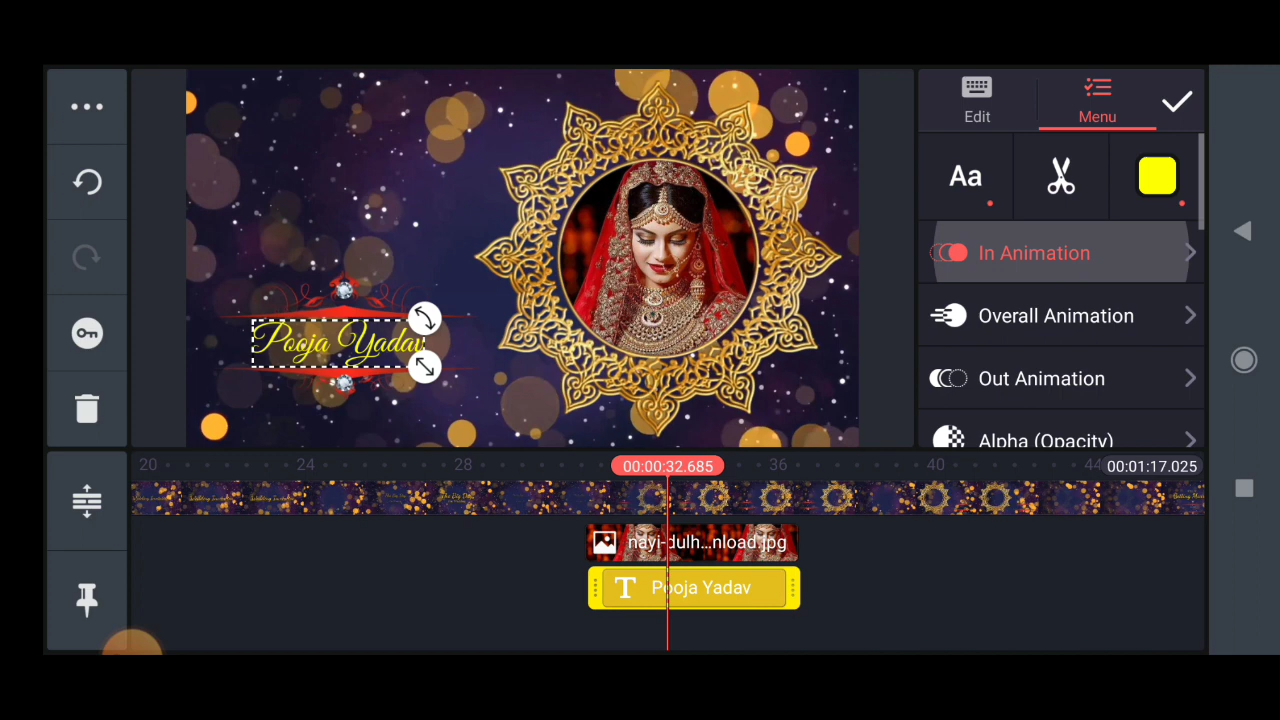 Edit
Menu
Aa
In Animation
Overall Animation
Out Animation
Alpha (Opacity)
Pooja Yadav
20
24
28
00:00:32.685
36
40
44
00:01:17.025
nayi-dulh...nload.jpg
T Pooja Yadav